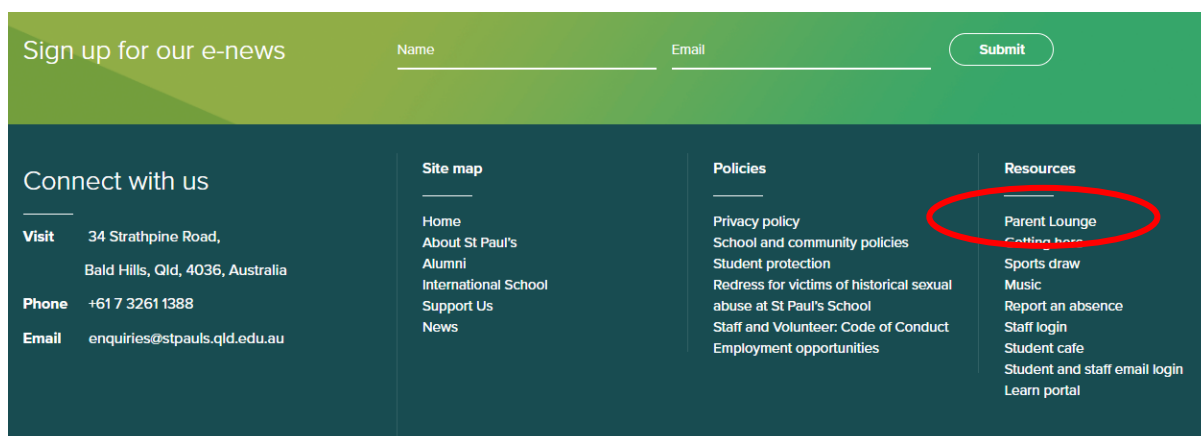 Sign up for our e-news
Name
Email
Submit
Connect with us
Visit 34 Strathpine Road,
Bald Hills, Qld, 4036, Australia
Phone +61 7 3261 1388
Email enquiries@stpauls.qld.edu.au
Site map
Home
About St Paul's
Alumni
International School
Support Us
News
Policies
Privacy policy
School and community policies
Student protection
Redress for victims of historical sexual
abuse at St Paul's School
Staff and Volunteer: Code of Conduct
Employment opportunities
Resources
Parent Lounge
Getting here
Sports draw
Music
Report an absence
Staff login
Student cafe
Student and staff email login
Learn portal